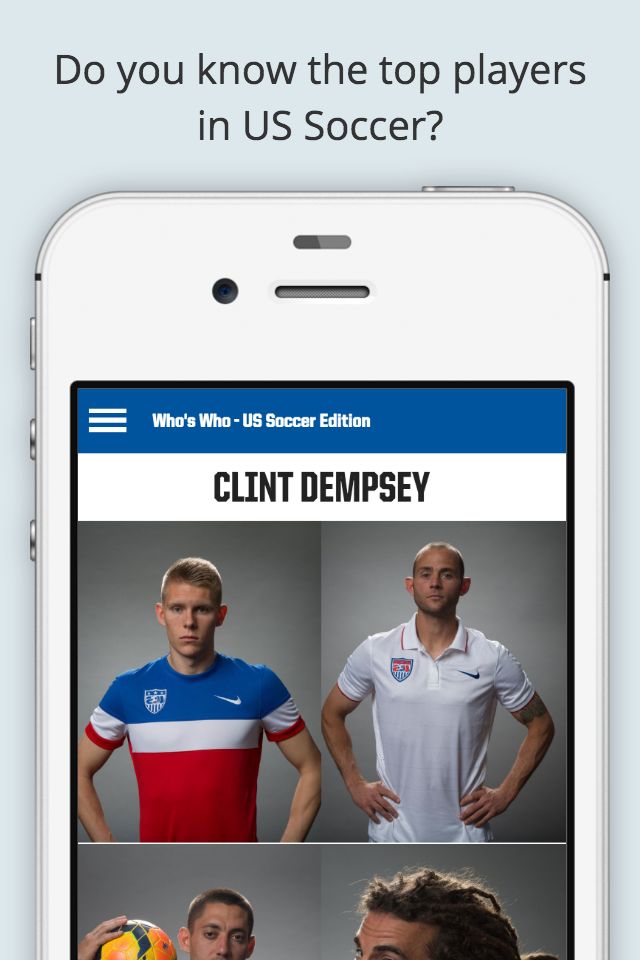 Do you know the top players
in US Soccer?
Who's Who - US Soccer Edition
CLINT DEMPSEY